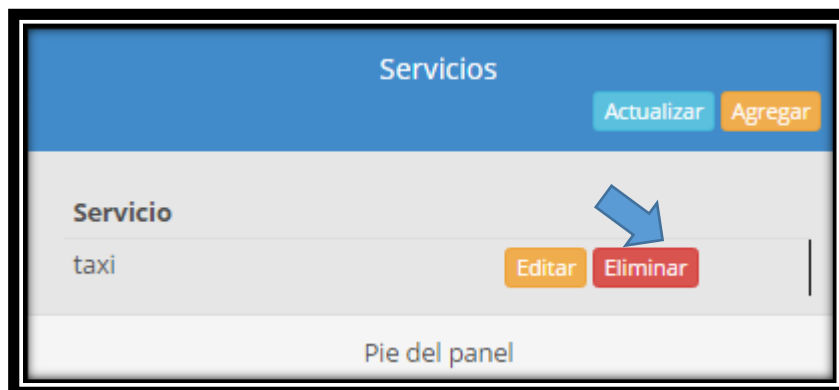 Servicios
Actualizar Agregar
Servicio
taxi Editar Eliminar
Pie del panel